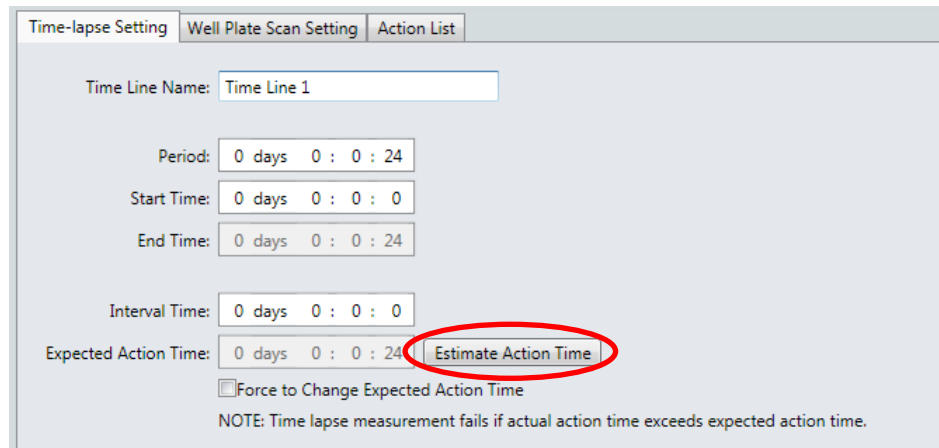 Time-lapse Setting Well Plate Scan Setting Action List
Time Line Name: Time Line 1
Period: 0 days 0 : 0 : 24
Start Time: 0 days 0 : 0 : 0
End Time: 0 days 0 : 0 : 24
Interval Time: 0 days 0 : 0 : 0
Expected Action Time: 0 days 0 : 0 : 24 Estimate Action Time
Force to Change Expected Action Time
NOTE: Time lapse measurement fails if actual action time exceeds expected action time.